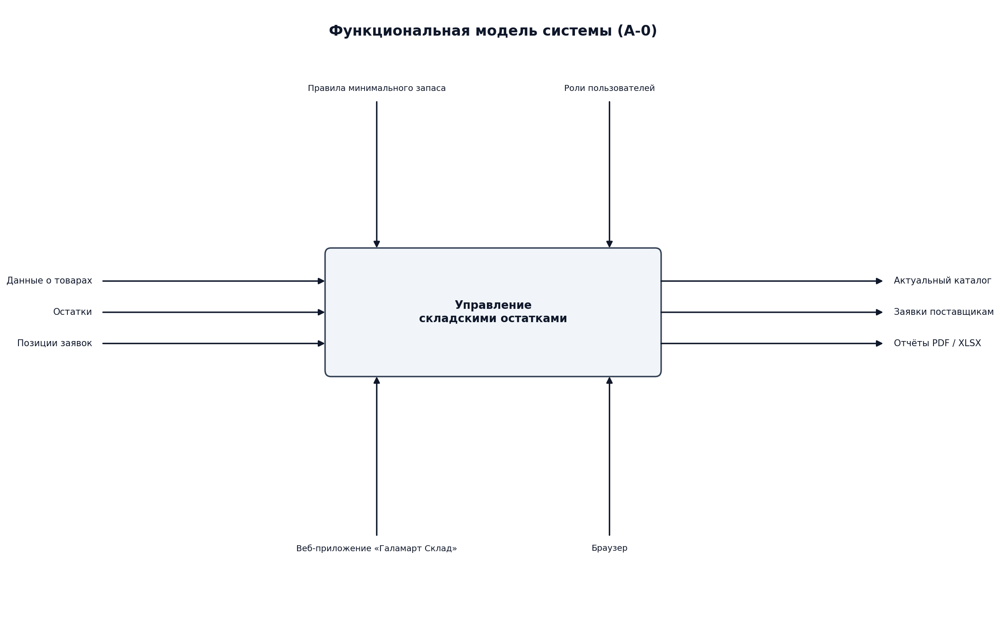 Функциональная модель системы (А-0)
Правила минимального запаса
Роли пользователей
Данные о товарах
Остатки
Позиции заявок
Управление
складскими остатками
Актуальный каталог
Заявки поставщикам
Отчёты PDF / XLSX
Веб-приложение «Галамарт Склад»
Браузер